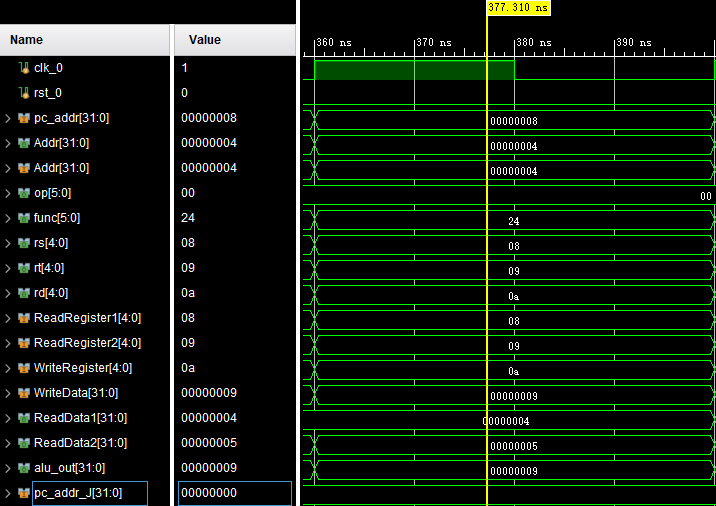 377.310 ns
Name Value
360 ns 370 ns 380 ns 390 ns
clk_0 1
rst_0 0
pc_addr[31:0] 00000008 00000008
Addr[31:0] 00000004 00000004
Addr[31:0] 00000004 00000004
op[5:0] 00 00
func[5:0] 24 24
rs[4:0] 08 08
rt[4:0] 09 09
rd[4:0] 0a 0a
ReadRegister1[4:0] 08 08
ReadRegister2[4:0] 09 09
WriteRegister[4:0] 0a 0a
WriteData[31:0] 00000009 00000009
ReadData1[31:0] 00000004 00000004
ReadData2[31:0] 00000005 00000005
alu_out[31:0] 00000009 00000009
pc_addr_J[31:0] 00000000